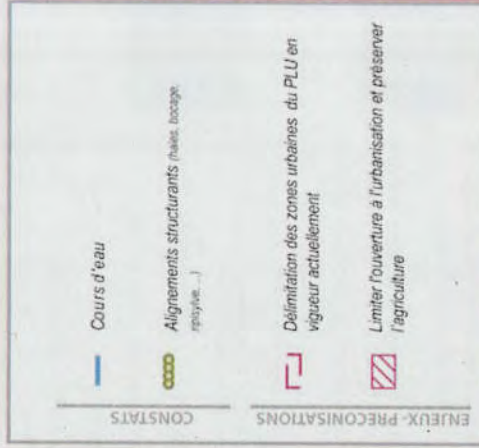 CONSTATS
Cours d'eau
Alignements structurants (haies, bocage,
ripisylve, ...)
ENJEUX-PRECONISATIONS
Délimitation des zones urbaines du PLU en
vigueur actuellement
Limiter l'ouverture à l'urbanisation et préserver
l'agriculture